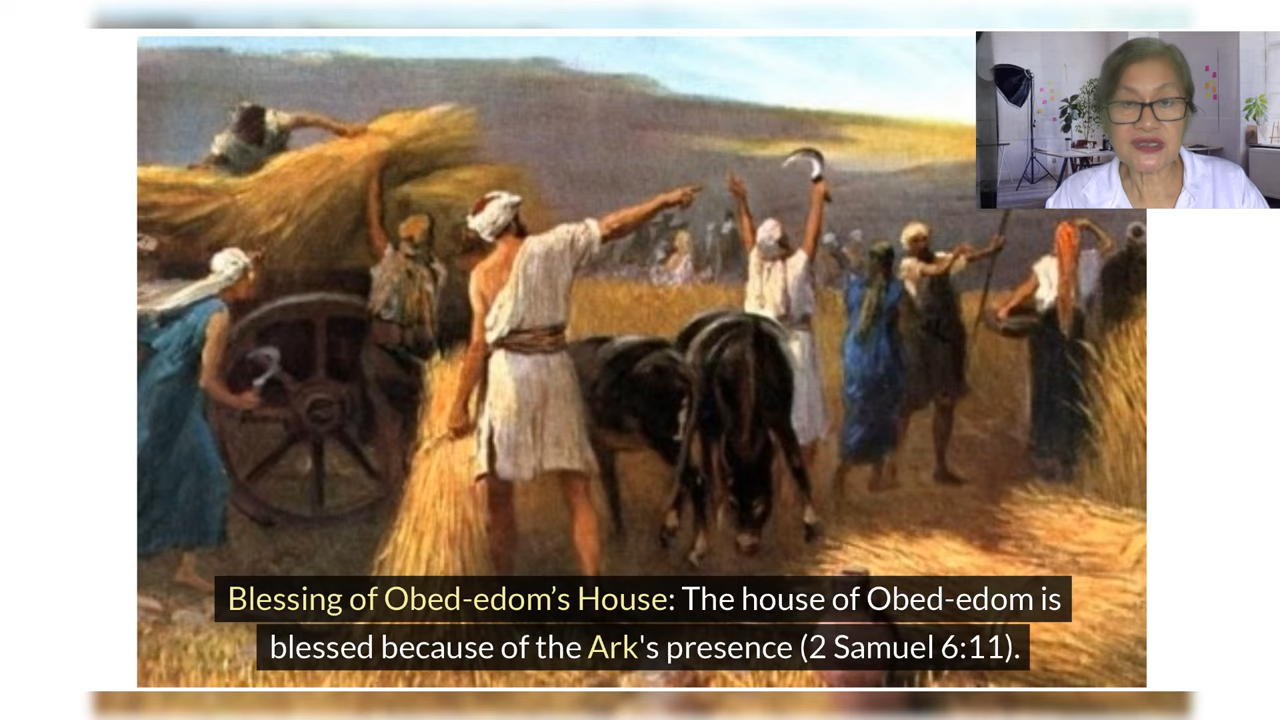 Blessing of Obed-edom’s House: The house of Obed-edom is
blessed because of the Ark's presence (2 Samuel 6:11).